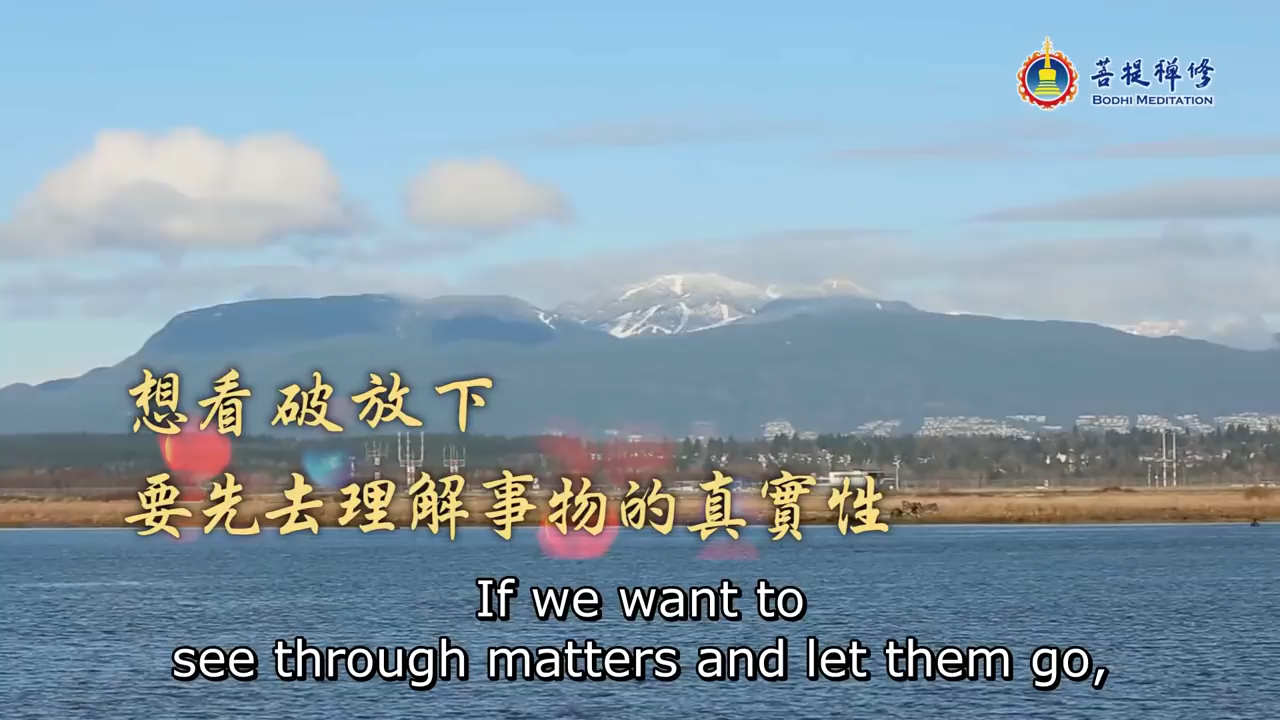 菩提禪修
BODHI MEDITATION
想看破放下
要先去理解事物的真實性
If we want to
see through matters and let them go,